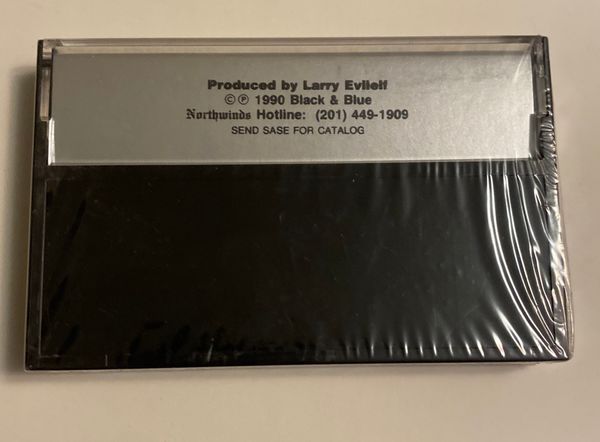 Produced by Larry Evilelf
©℗ 1990 Black & Blue
Northwinds Hotline: (201) 449-1909
SEND SASE FOR CATALOG